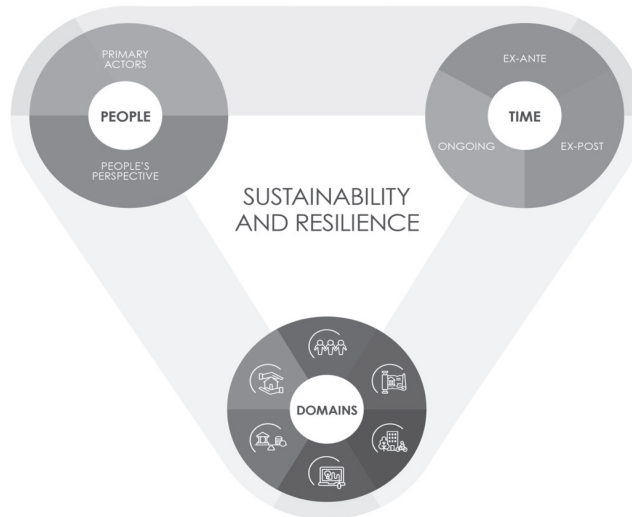 PRIMARY
ACTORS
PEOPLE
PEOPLE'S
PERSPECTIVE
EX-ANTE
TIME
ONGOING
EX-POST
SUSTAINABILITY
AND RESILIENCE
DOMAINS